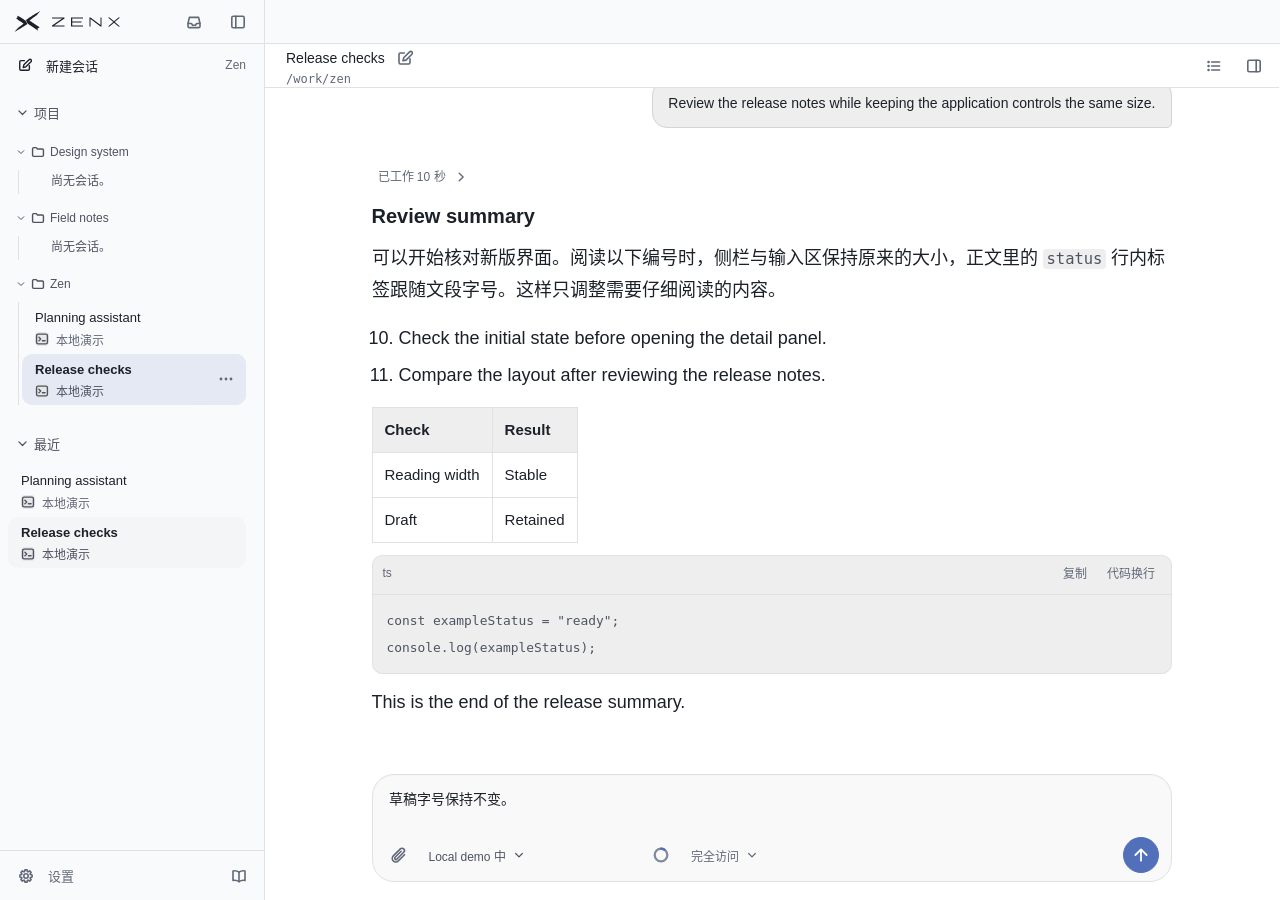 ZENX
新建会话 Zen
项目
Design system
尚无会话。
Field notes
尚无会话。
Zen
Planning assistant
本地演示
Release checks
本地演示
最近
Planning assistant
本地演示
Release checks
本地演示
设置
Release checks
/work/zen
Review the release notes while keeping the application controls the same size.
已工作 10 秒
Review summary
可以开始核对新版界面。阅读以下编号时，侧栏与输入区保持原来的大小，正文里的 status 行内标
签跟随文段字号。这样只调整需要仔细阅读的内容。
10. Check the initial state before opening the detail panel.
11. Compare the layout after reviewing the release notes.
Check Result
Reading width Stable
Draft Retained
ts 复制 代码换行
const exampleStatus = "ready";
console.log(exampleStatus);
This is the end of the release summary.
草稿字号保持不变。
Local demo 中 完全访问